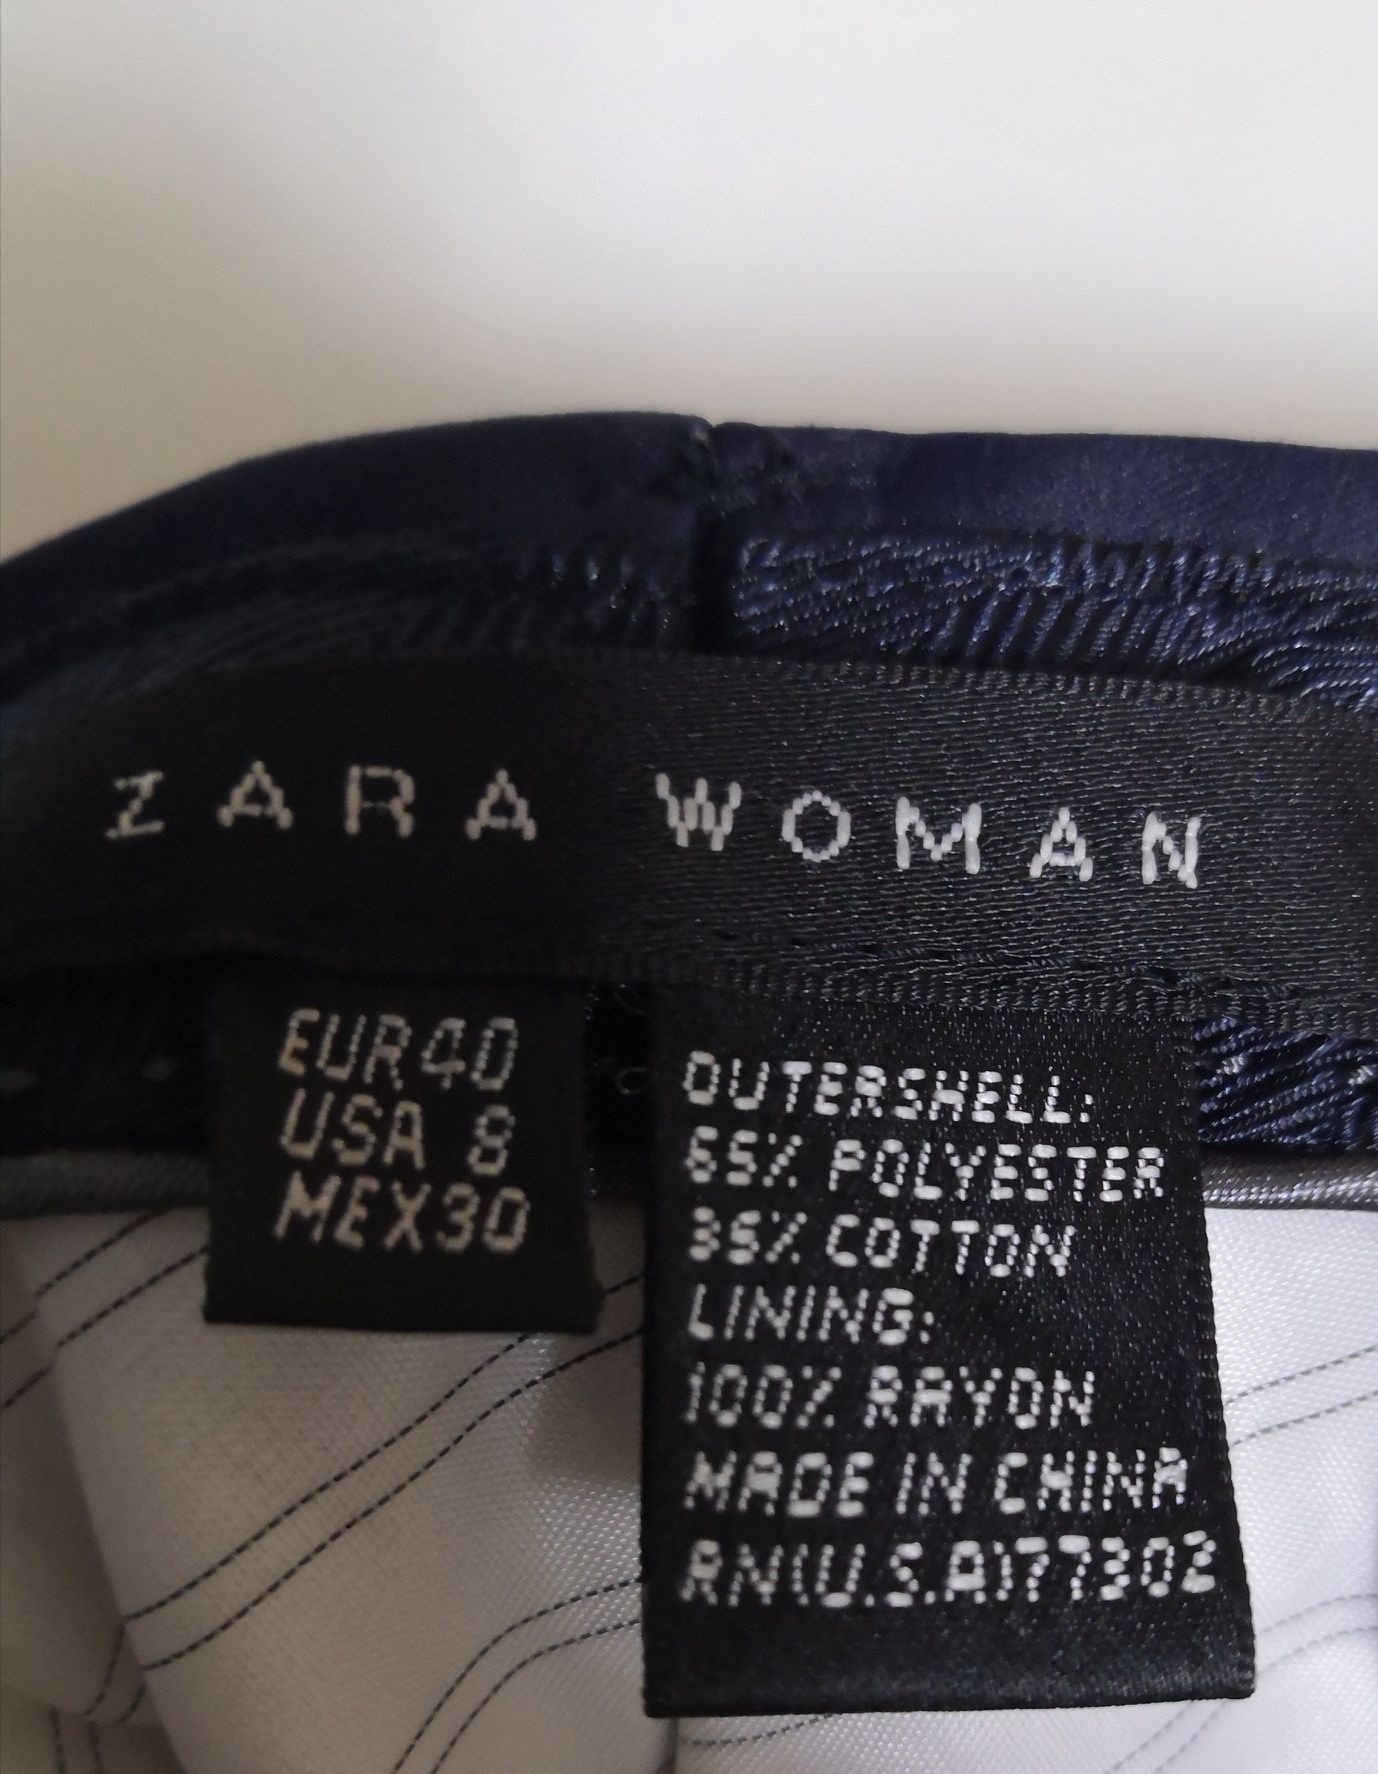 ZARA WOMAN
EUR40
USA 8
MEX30
OUTERSHELL:
65% POLYESTER
35% COTTON
LINING:
100% RAYON
MADE IN CHINA
RN(U.S.A)77302